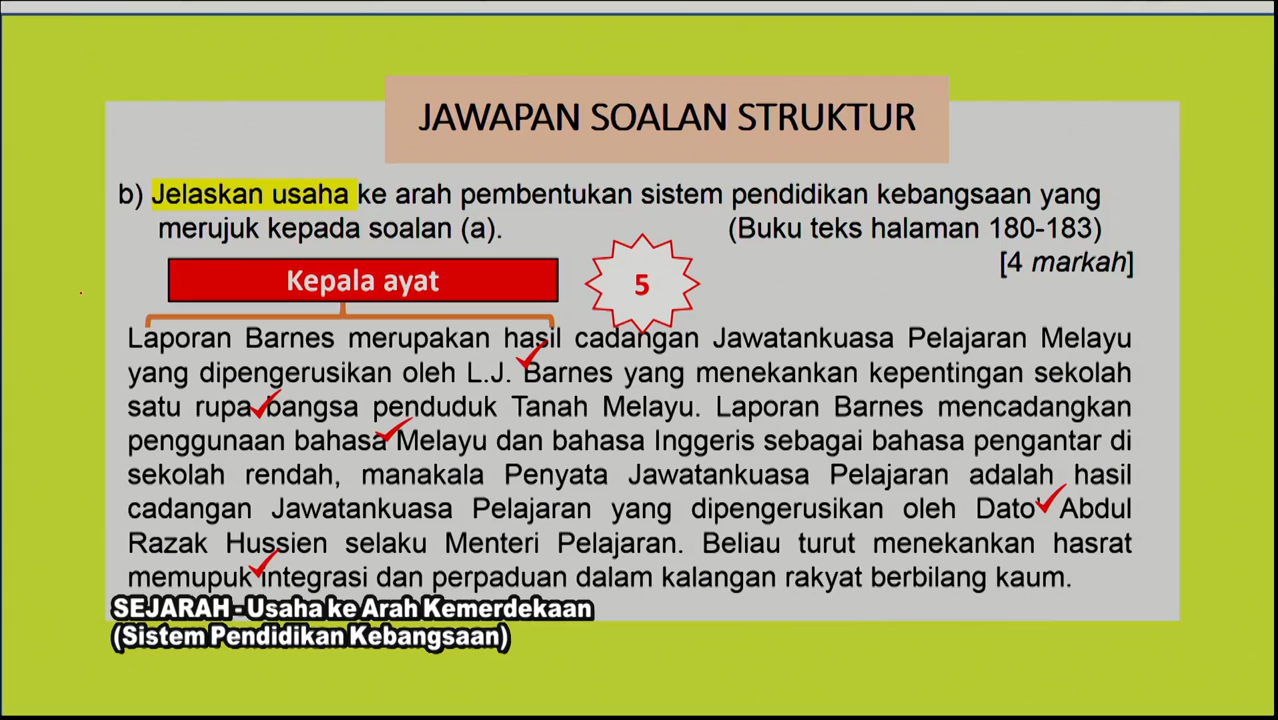 JAWAPAN SOALAN STRUKTUR
b) Jelaskan usaha ke arah pembentukan sistem pendidikan kebangsaan yang
merujuk kepada soalan (a). (Buku teks halaman 180-183)
[4 markah]
Kepala ayat
5
Laporan Barnes merupakan hasil cadangan Jawatankuasa Pelajaran Melayu
yang dipengerusikan oleh L.J. Barnes yang menekankan kepentingan sekolah
satu rupa bangsa penduduk Tanah Melayu. Laporan Barnes mencadangkan
penggunaan bahasa Melayu dan bahasa Inggeris sebagai bahasa pengantar di
sekolah rendah, manakala Penyata Jawatankuasa Pelajaran adalah hasil
cadangan Jawatankuasa Pelajaran yang dipengerusikan oleh Dato' Abdul
Razak Hussien selaku Menteri Pelajaran. Beliau turut menekankan hasrat
memupuk integrasi dan perpaduan dalam kalangan rakyat berbilang kaum.
SEJARAH - Usaha ke Arah Kemerdekaan
(Sistem Pendidikan Kebangsaan)